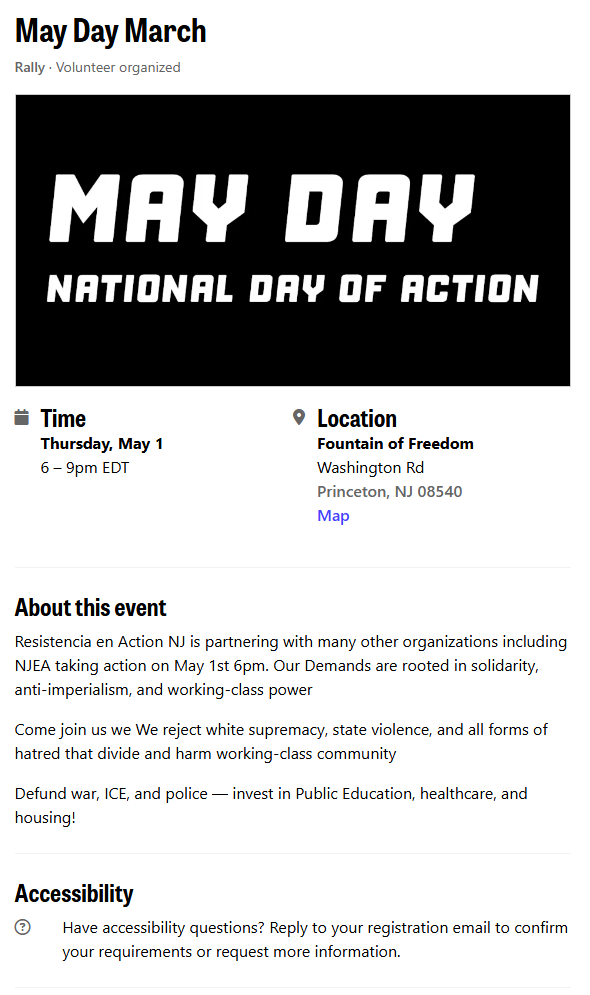 May Day March
Rally · Volunteer organized
MAY DAY
NATIONAL DAY OF ACTION
Time
Thursday, May 1
6 – 9pm EDT
Location
Fountain of Freedom
Washington Rd
Princeton, NJ 08540
Map
About this event
Resistencia en Action NJ is partnering with many other organizations including
NJEA taking action on May 1st 6pm. Our Demands are rooted in solidarity,
anti-imperialism, and working-class power
Come join us we We reject white supremacy, state violence, and all forms of
hatred that divide and harm working-class community
Defund war, ICE, and police — invest in Public Education, healthcare, and
housing!
Accessibility
Have accessibility questions? Reply to your registration email to confirm
your requirements or request more information.